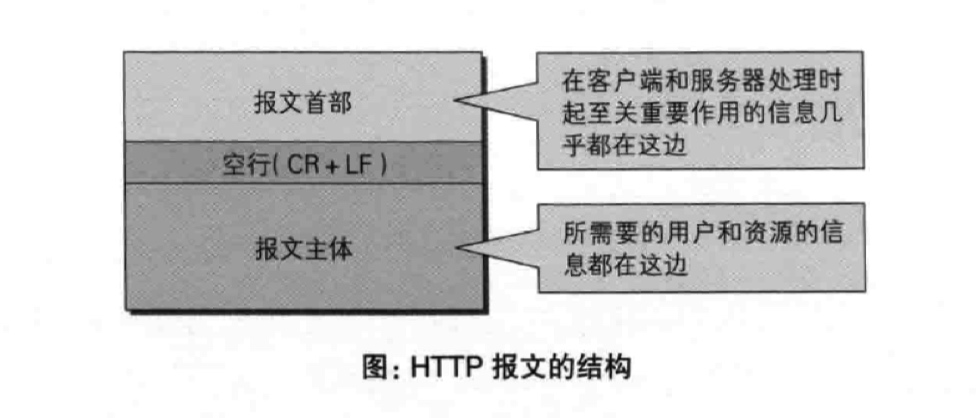 报文首部
在客户端和服务器处理时
起至关重要作用的信息几
乎都在这边
空行( CR + LF )
报文主体
所需要的用户和资源的信
息都在这边
图: HTTP 报文的结构